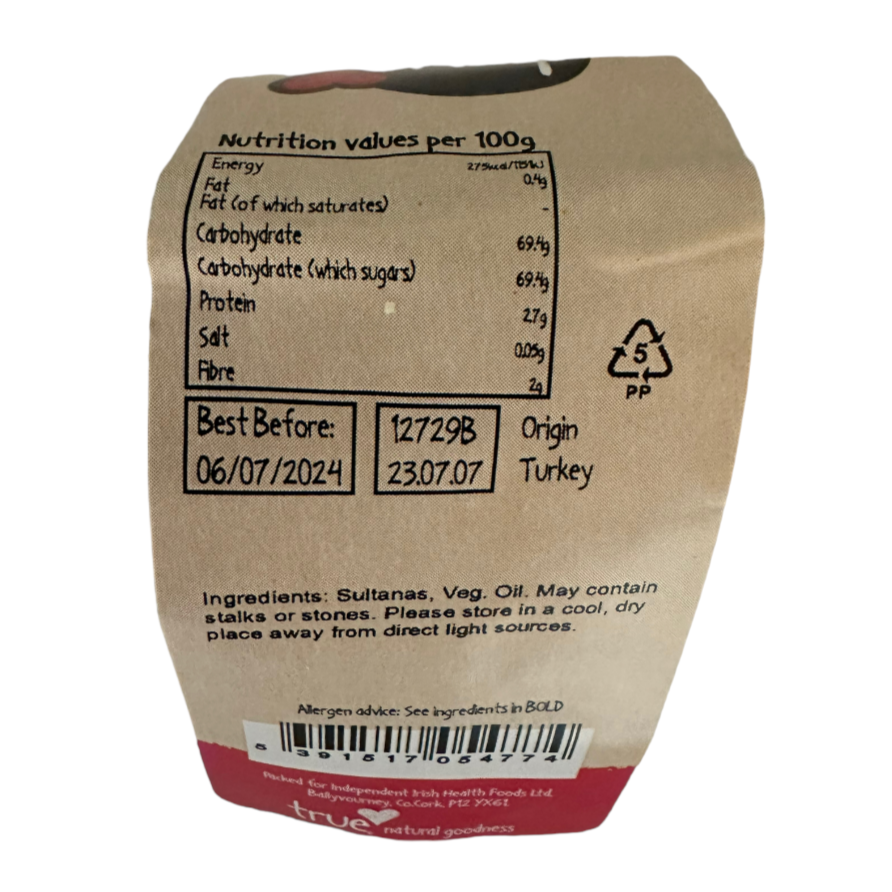 Nutrition values per 100g
Energy 275kcal/1151kJ
Fat 0.4g
Fat (of which saturates) -
Carbohydrate 69.4g
Carbohydrate (which sugars) 69.4g
Protein 2.7g
Salt 0.05g
Fibre 2g
5
PP
Best Before: 12729B Origin
06/07/2024 23.07.07 Turkey
Ingredients: Sultanas, Veg. Oil. May contain
stalks or stones. Please store in a cool, dry
place away from direct light sources.
Allergen advice: See ingredients in BOLD
5 391517 054774
Packed for Independent Irish Health Foods Ltd.
Ballyvourney, Co.Cork, P12 YX61
true natural goodness